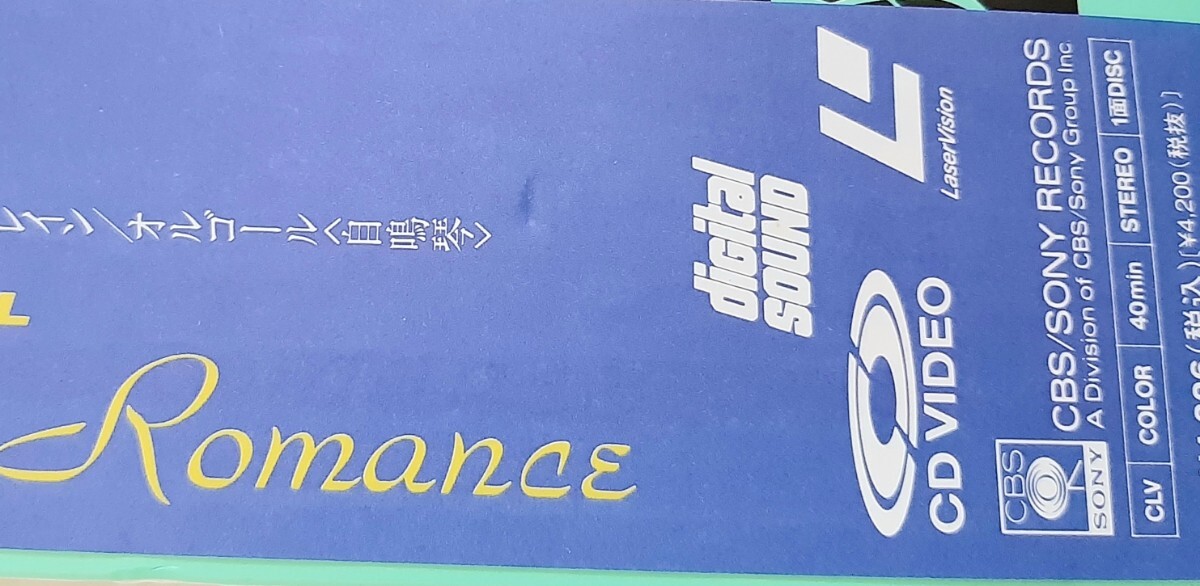 レイン/オルゴール〈自鳴琴〉
Romance
digital
SOUND
LaserVision
CD VIDEO
CBS
SONY
CBS/SONY RECORDS
A Division of CBS/Sony Group Inc.
CLV COLOR 40min STEREO 1面DISC
(税込)[¥4,200(税抜)]